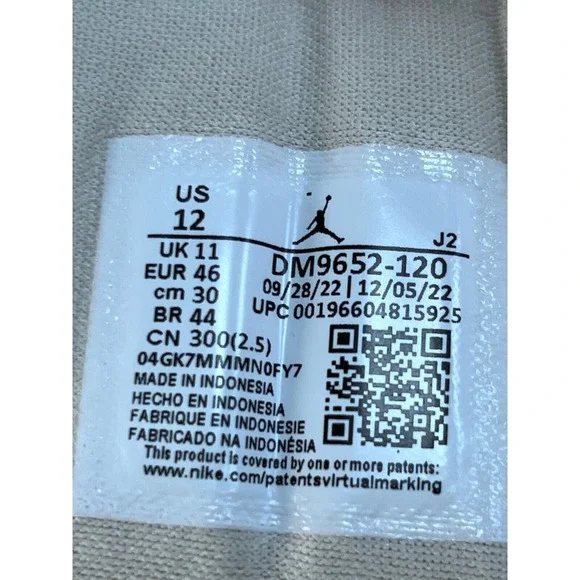 US
12
J2
UK 11
EUR 46
cm 30
BR 44
CN 300(2.5)
DM9652-120
09/28/22 | 12/05/22
UPC 00196604815925
04GK7MMMN0FY7
MADE IN INDONESIA
HECHO EN INDONESIA
FABRIQUE EN INDONESIE
FABRICADO NA INDONÉSIA
This product is covered by one or more patents:
www.nike.com/patentsvirtualmarking